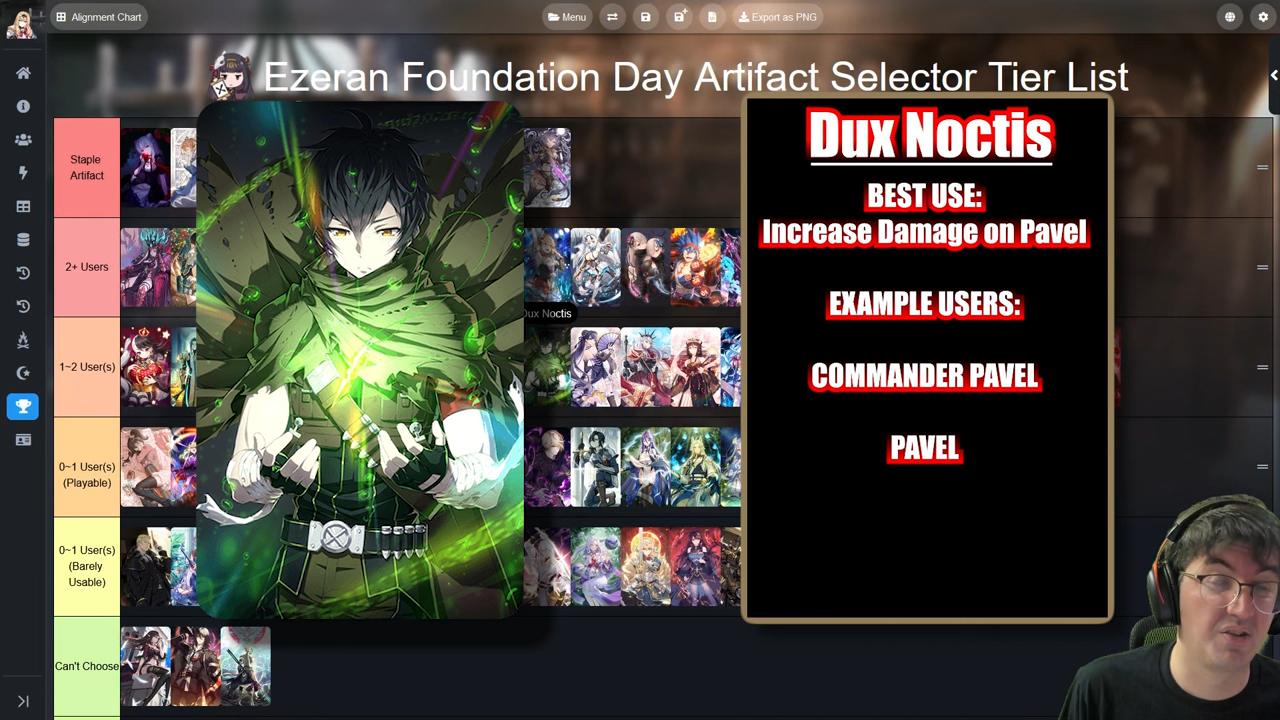 Alignment Chart
Menu
Export as PNG
Ezeran Foundation Day Artifact Selector Tier List
Staple
Artifact
2+ Users
1~2 User(s)
0~1 User(s)
(Playable)
0~1 User(s)
(Barely
Usable)
Can't Choose
Dux Noctis
Dux Noctis
BEST USE:
Increase Damage on Pavel
EXAMPLE USERS:
COMMANDER PAVEL
PAVEL